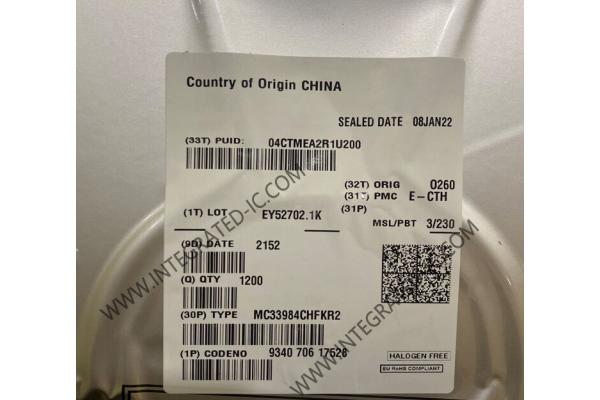 Country of Origin CHINA
SEALED DATE 08JAN22
(33T) PUID: 04CTMEA2R1U200
(32T) ORIG 0260
(31T) PMC E-CTH
(31P)
(1T) LOT EY52702.1K
MSL/PBT 3/230
(9D) DATE 2152
(Q) QTY 1200
(30P) TYPE MC33984CHFKR2
(1P) CODENO 9340 706 17528
HALOGEN FREE
EU RoHS COMPLIANT
WWW.INTEGRATED-IC.COM
WWW.INTEGRATED-IC.COM